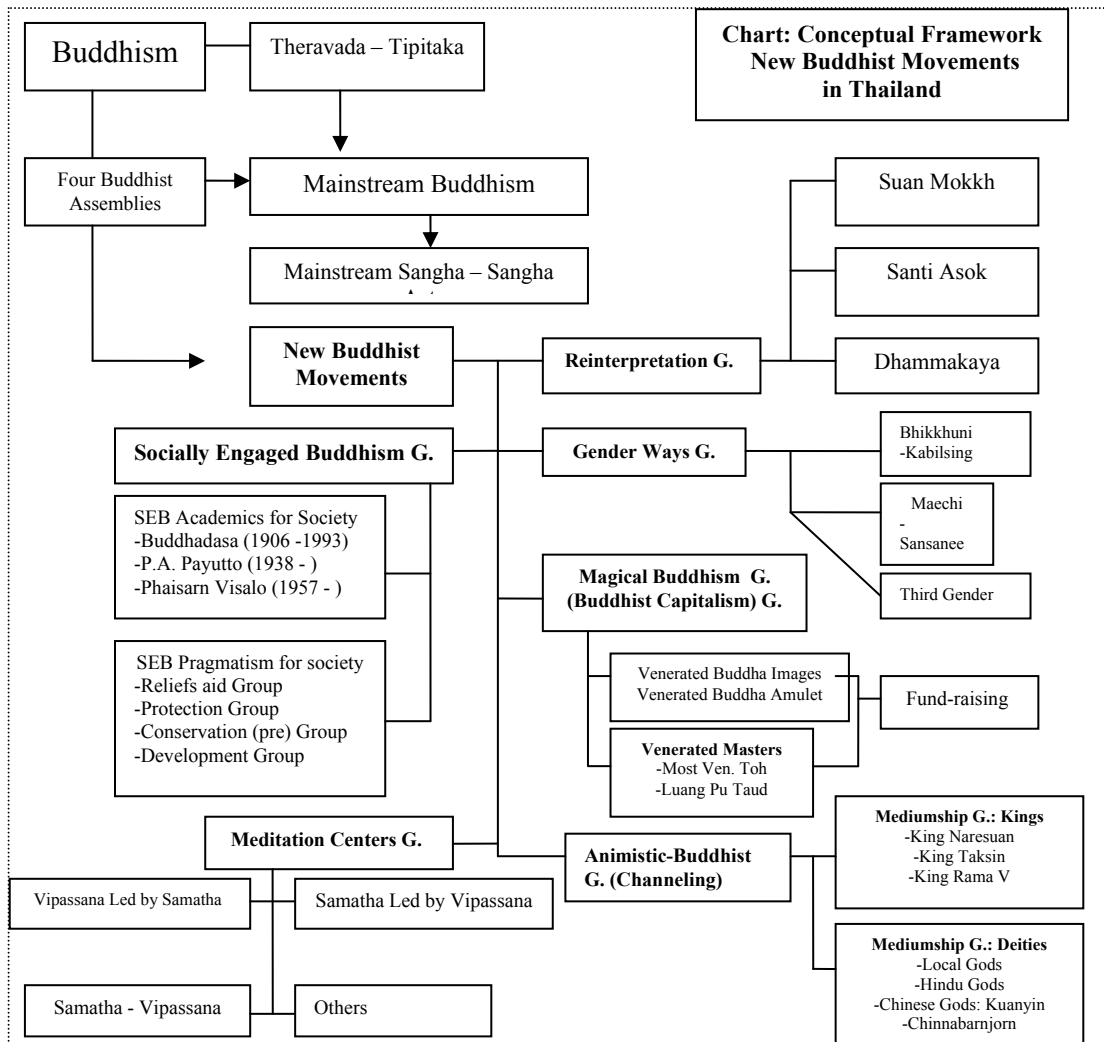 Buddhism
Theravada – Tipitaka
Chart: Conceptual Framework
New Buddhist Movements
in Thailand
Four Buddhist
Assemblies
Mainstream Buddhism
Mainstream Sangha – Sangha
Suan Mokkh
Santi Asok
Dhammakaya
New Buddhist
Movements
Reinterpretation G.
Socially Engaged Buddhism G.
Gender Ways G.
Bhikkhuni
-Kabilsing
Maechi
-
Sansanee
Third Gender
SEB Academics for Society
-Buddhadasa (1906 -1993)
-P.A. Payutto (1938 - )
-Phaisarn Visalo (1957 - )
Magical Buddhism G.
(Buddhist Capitalism) G.
SEB Pragmatism for society
-Reliefs aid Group
-Protection Group
-Conservation (pre) Group
-Development Group
Venerated Buddha Images
Venerated Buddha Amulet
Fund-raising
Venerated Masters
-Most Ven. Toh
-Luang Pu Taud
Meditation Centers G.
Animistic-Buddhist
G. (Channeling)
Mediumship G.: Kings
-King Naresuan
-King Taksin
-King Rama V
Vipassana Led by Samatha
Samatha Led by Vipassana
Mediumship G.: Deities
-Local Gods
-Hindu Gods
-Chinese Gods: Kuanyin
-Chinnabarnjorn
Samatha - Vipassana
Others